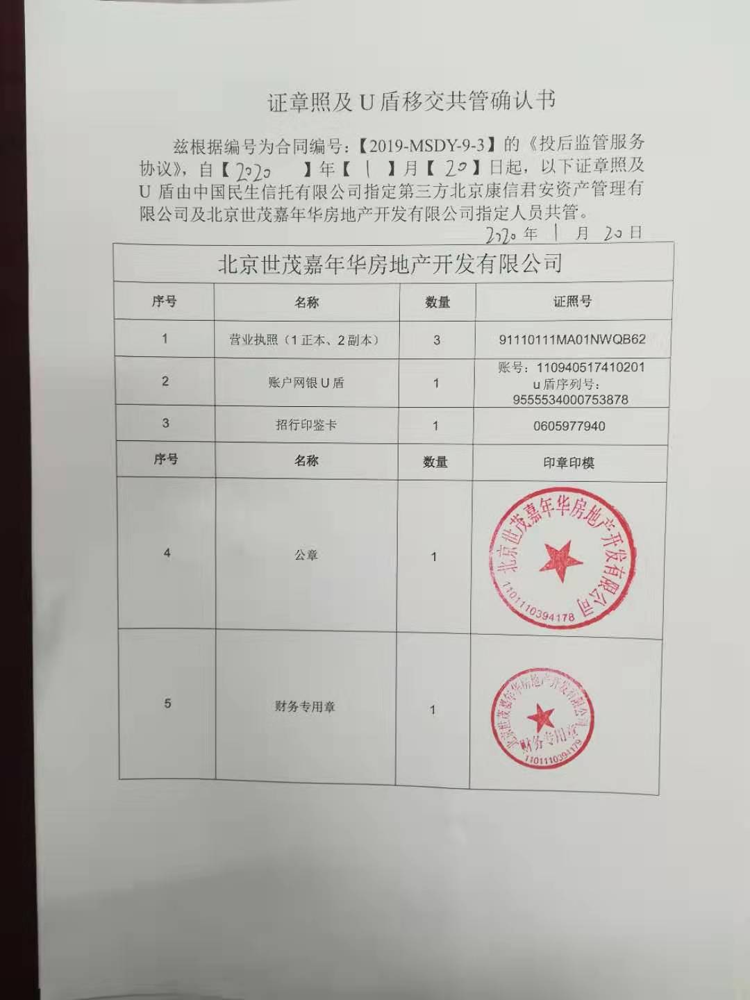 证章照及 U 盾移交共管确认书
兹根据编号为合同编号：【2019-MSDY-9-3】的《投后监管服务
协议》，自【2020】年【1】月【20】日起，以下证章照及
U 盾由中国民生信托有限公司指定第三方北京康信君安资产管理有
限公司及北京世茂嘉年华房地产开发有限公司指定人员共管。
2020 年 1 月 20 日
北京世茂嘉年华房地产开发有限公司
序号 名称 数量 证照号
1 营业执照（1 正本、2 副本） 3 91110111MA01NWQB62
2 账户网银 U 盾 1 账号：110940517410201
u 盾序列号：
9555534000753878
3 招行印鉴卡 1 0605977940
序号 名称 数量 印章印模
4 公章 1
北京世茂嘉年华房地产开发有限公司
1101110394178
5 财务专用章 1
北京世茂嘉年华房地产开发有限公司
财务专用章
1101110394179